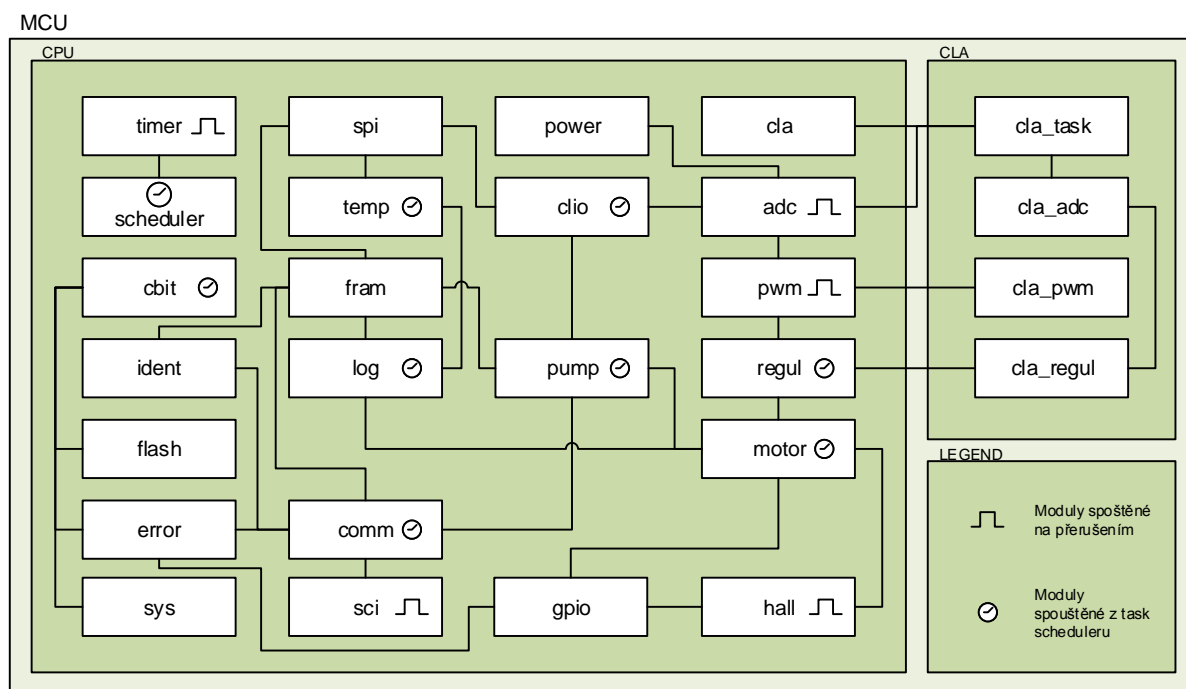 MCU
CPU
CLA
timer
spi
power
cla
cla_task
scheduler
temp
clio
adc
cla_adc
cbit
fram
pwm
cla_pwm
ident
log
pump
regul
cla_regul
flash
motor
LEGEND
error
comm
Moduly spoštěné
na přerušením
sys
sci
gpio
hall
Moduly
spouštěné z task
scheduleru